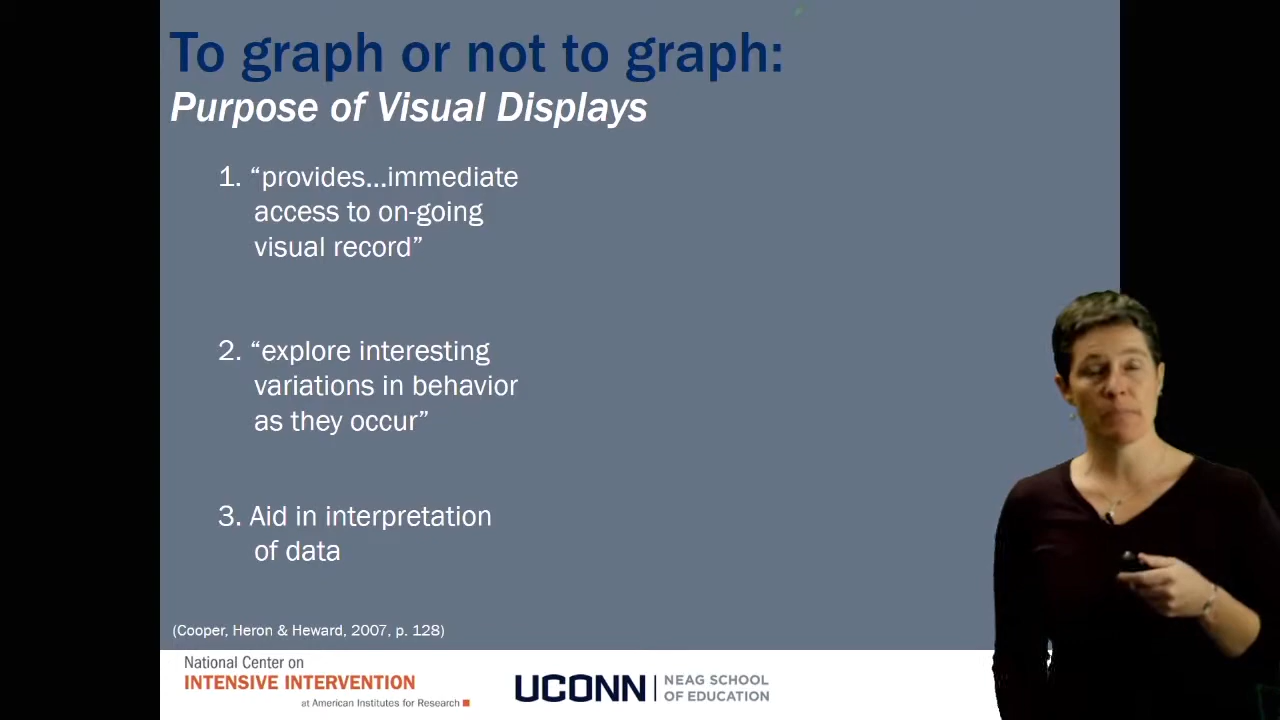 To graph or not to graph:
Purpose of Visual Displays
1. “provides...immediate
access to on-going
visual record”
2. “explore interesting
variations in behavior
as they occur”
3. Aid in interpretation
of data
(Cooper, Heron & Heward, 2007, p. 128)
National Center on
INTENSIVE INTERVENTION
at American Institutes for Research
UCONN
NEAG SCHOOL
OF EDUCATION